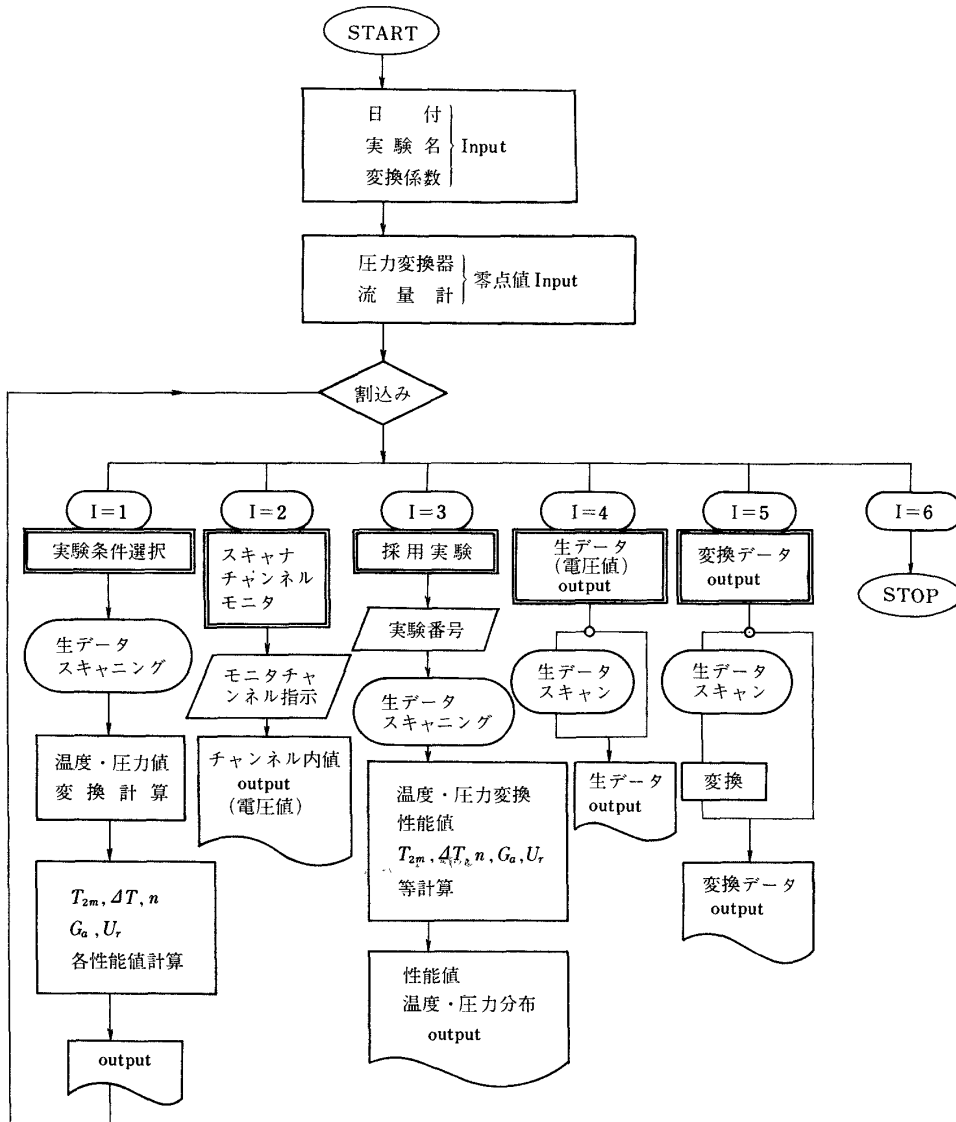 START
日付
実験名
変換係数
Input
圧力変換器
流量計
零点値 Input
割込み
I=1
実験条件選択
生データ
スキャニング
温度・圧力値
変換計算
T2m, ΔT, n
Ga, Ur
各性能値計算
output
I=2
スキャナ
チャンネル
モニタ
モニタチャ
ンネル指示
チャンネル内値
output
(電圧値)
I=3
採用実験
実験番号
生データ
スキャニング
温度・圧力変換
性能値
T2m, ΔT, n, Ga, Ur
等計算
性能値
温度・圧力分布
output
I=4
生データ
(電圧値)
output
生データ
スキャン
生データ
output
I=5
変換データ
output
生データ
スキャン
変換
変換データ
output
I=6
STOP